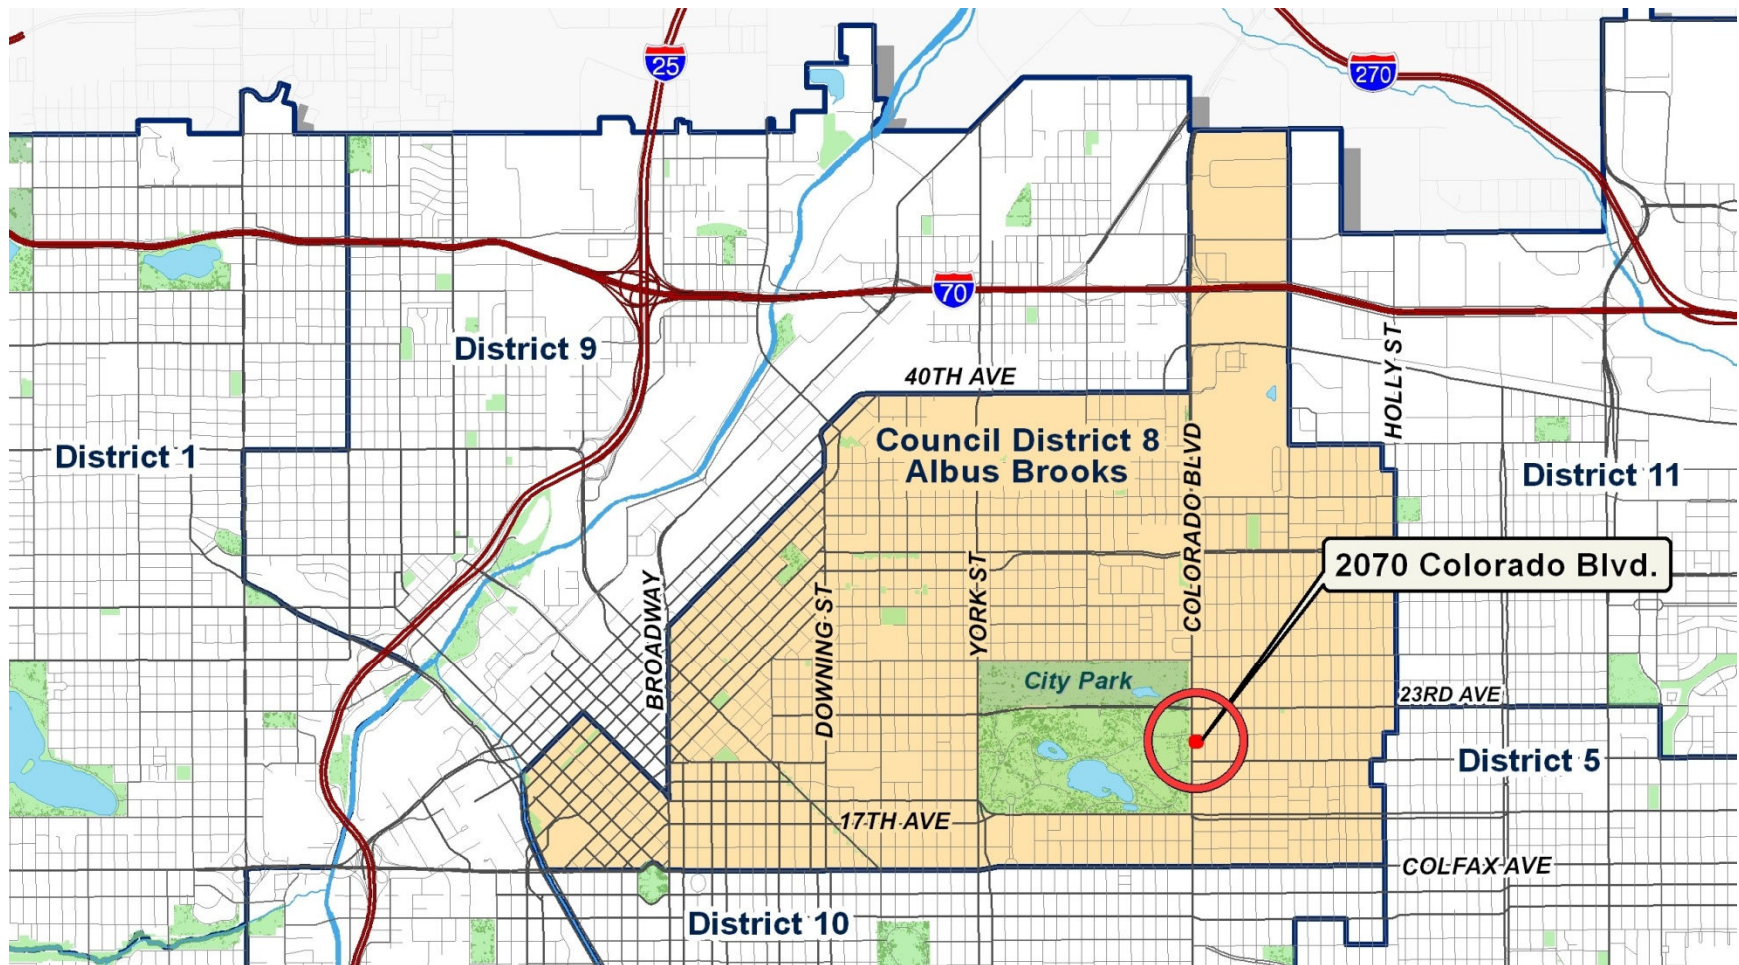 25
270
70
District 9
40TH AVE
HOLLY ST
District 1
Council District 8
Albus Brooks
District 11
COLORADO BLVD
2070 Colorado Blvd.
BROADWAY
DOWNING ST
YORK ST
City Park
23RD AVE
District 5
17TH AVE
COLFAX AVE
District 10